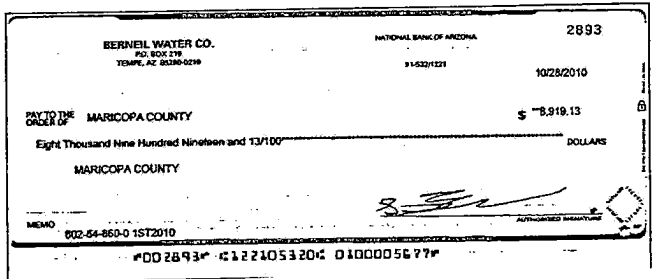 2893
BERNEIL WATER CO.
P.O. BOX 219
TEMPE, AZ 85280-0219
NATIONAL BANK OF ARIZONA
91-532/1221
10/28/2010
PAY TO THE ORDER OF MARICOPA COUNTY $ **8,919.13
Eight Thousand Nine Hundred Nineteen and 13/100 DOLLARS
MARICOPA COUNTY
MEMO 602-54-860-0 1ST2010
AUTHORIZED SIGNATURE
⑈002893⑈ ⑆122105320⑆ 0100005677⑈